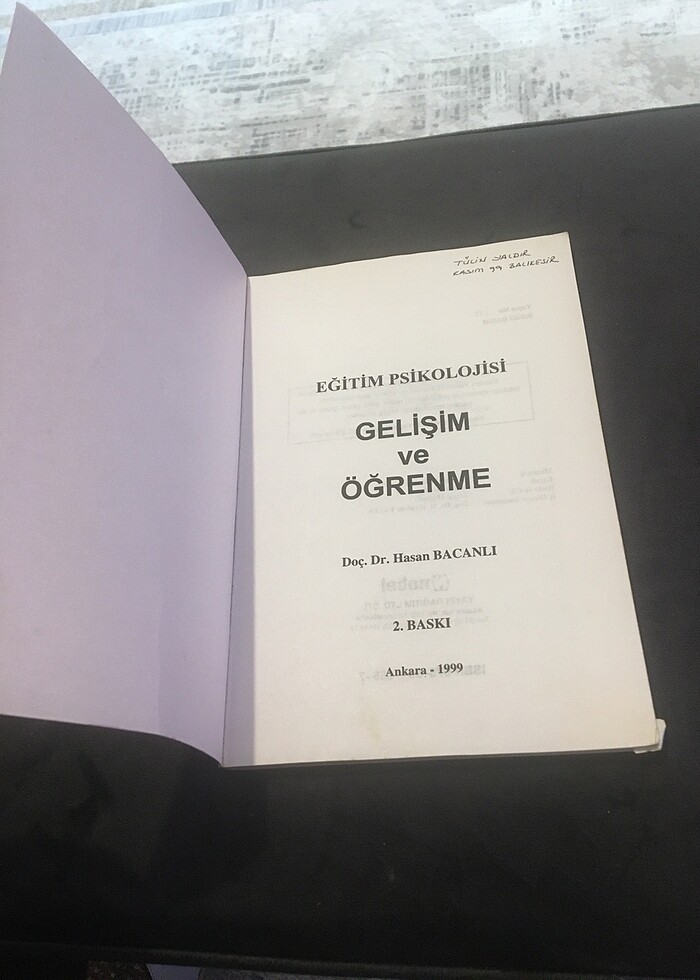 TÜLİN YALDIR
KASIM 99 BALIKESİR
EĞİTİM PSİKOLOJİSİ
GELİŞİM
ve
ÖĞRENME
Doç. Dr. Hasan BACANLI
2. BASKI
Ankara - 1999